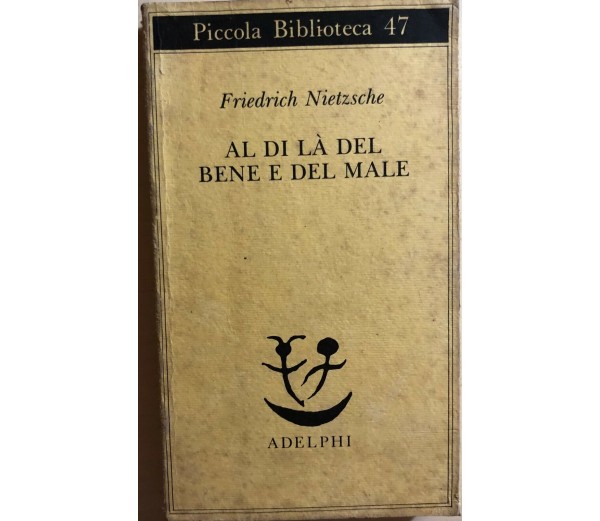 Piccola Biblioteca 47
Friedrich Nietzsche
AL DI LÀ DEL
BENE E DEL MALE
ADELPHI